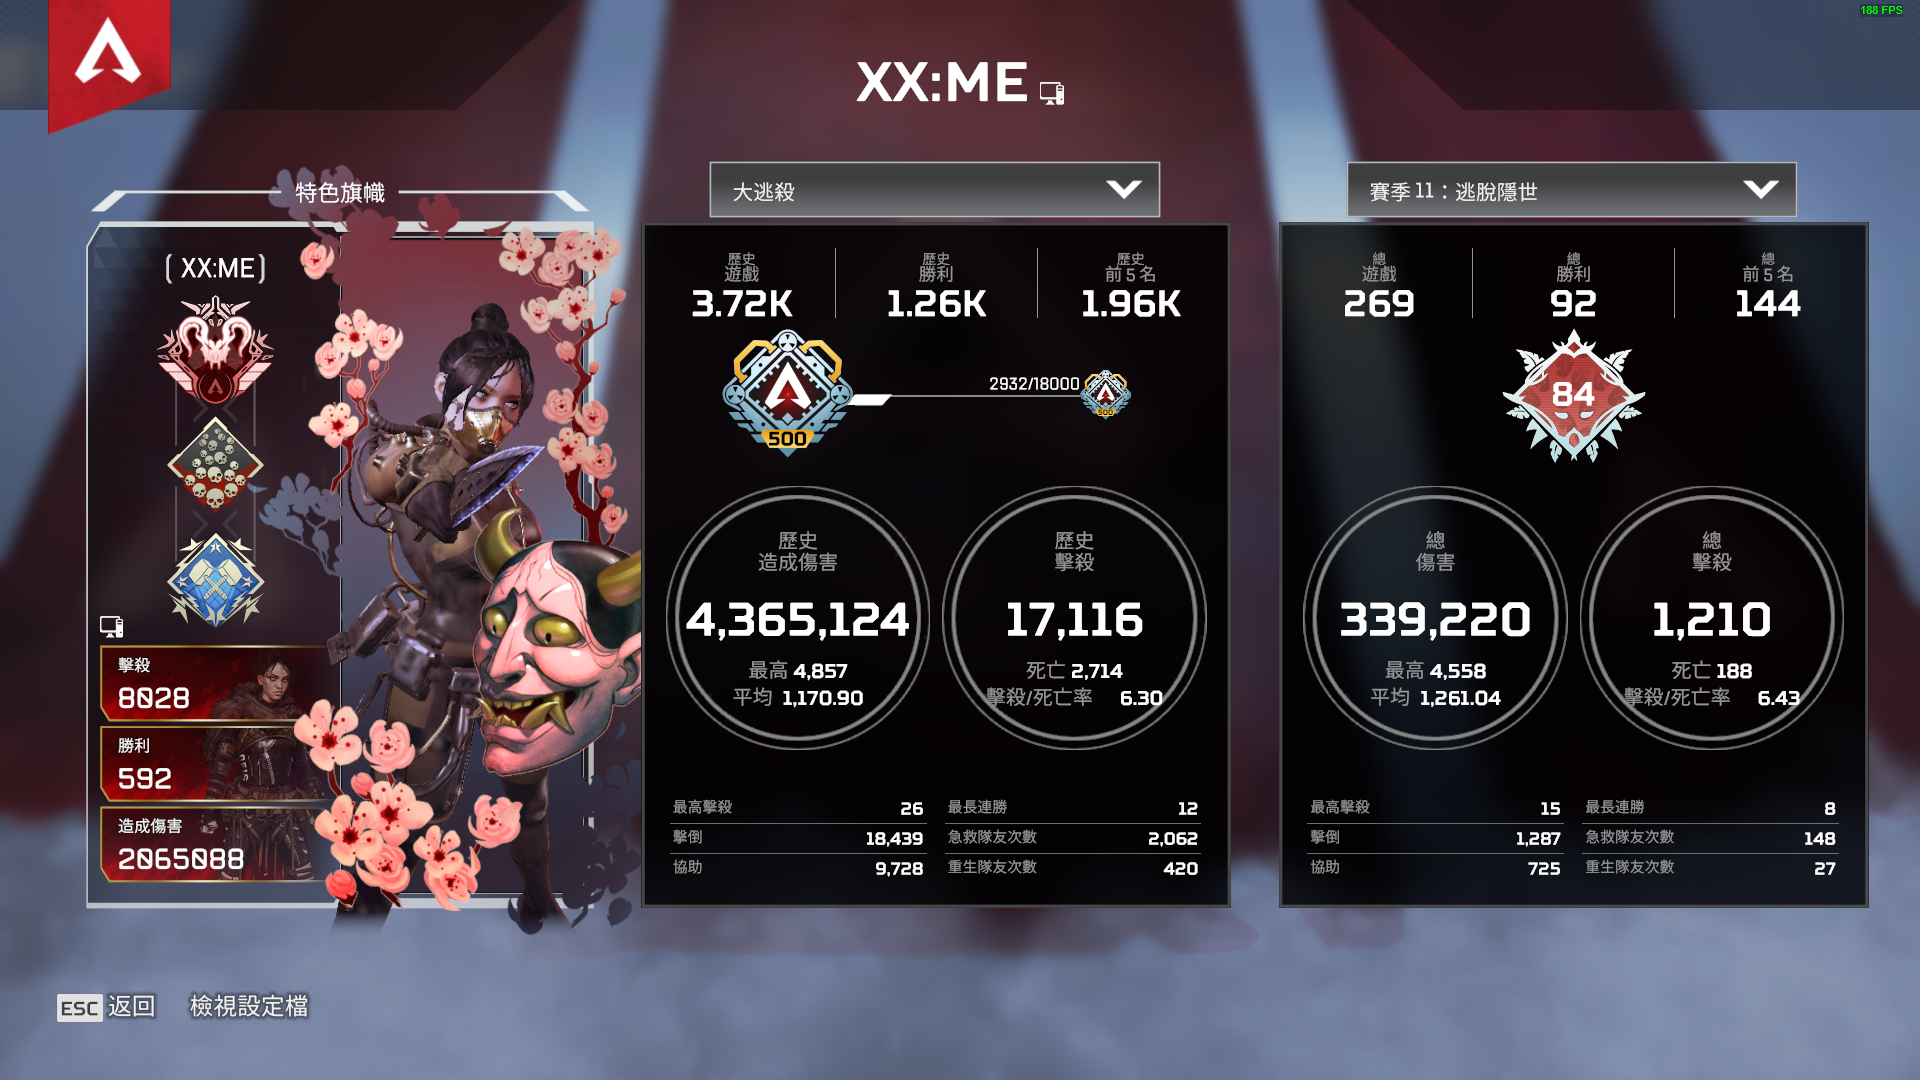 188 FPS
XX:ME
特色旗幟
[ XX:ME ]
擊殺
8028
勝利
592
造成傷害
2065088
大逃殺
歷史
遊戲
3.72K
歷史
勝利
1.26K
歷史
前 5 名
1.96K
500
2932/18000
500
歷史
造成傷害
4,365,124
最高 4,857
平均 1,170.90
歷史
擊殺
17,116
死亡 2,714
擊殺/死亡率 6.30
最高擊殺 26
擊倒 18,439
協助 9,728
最長連勝 12
急救隊友次數 2,062
重生隊友次數 420
賽季 11：逃脫隱世
總
遊戲
269
總
勝利
92
總
前 5 名
144
84
總
傷害
339,220
最高 4,558
平均 1,261.04
總
擊殺
1,210
死亡 188
擊殺/死亡率 6.43
最高擊殺 15
擊倒 1,287
協助 725
最長連勝 8
急救隊友次數 148
重生隊友次數 27
ESC 返回 檢視設定檔